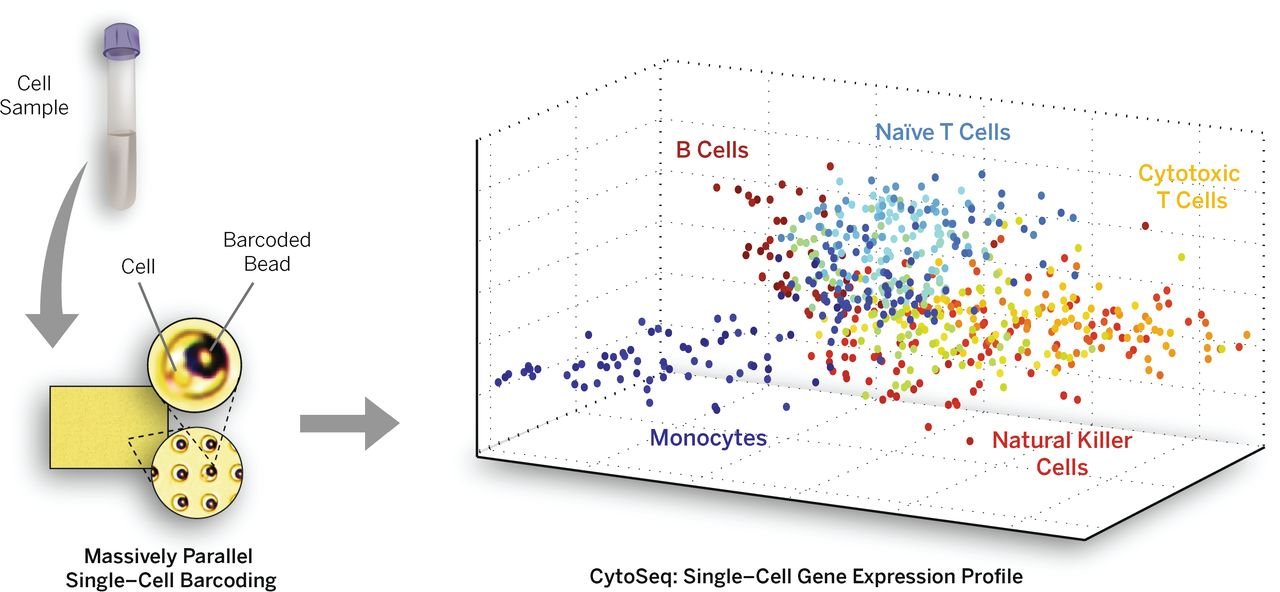 Cell
Sample
Cell
Barcoded
Bead
Massively Parallel
Single–Cell Barcoding
B Cells
Naïve T Cells
Cytotoxic
T Cells
Monocytes
Natural Killer
Cells
CytoSeq: Single–Cell Gene Expression Profile